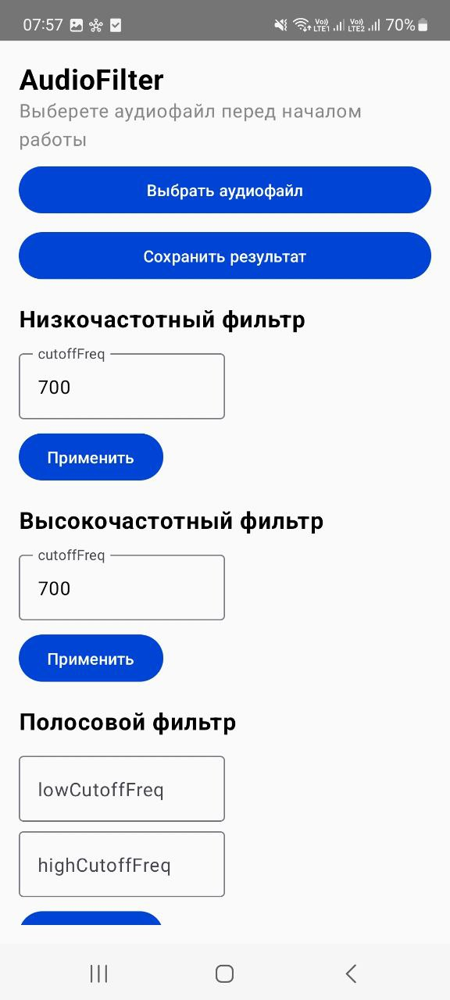 07:57 Vo)) LTE1 Vo)) LTE2 70%
AudioFilter
Выберете аудиофайл перед началом
работы
Выбрать аудиофайл
Сохранить результат
Низкочастотный фильтр
cutoffFreq
700
Применить
Высокочастотный фильтр
cutoffFreq
700
Применить
Полосовой фильтр
lowCutoffFreq
highCutoffFreq